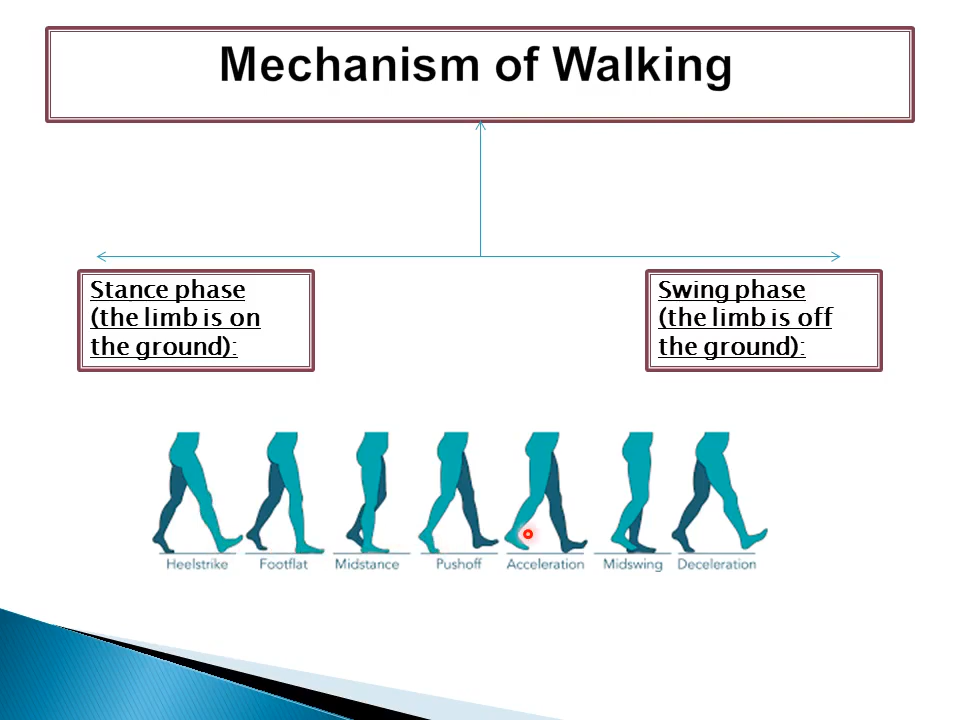 Mechanism of Walking
Stance phase
(the limb is on
the ground):
Swing phase
(the limb is off
the ground):
Heelstrike
Footflat
Midstance
Pushoff
Acceleration
Midswing
Deceleration